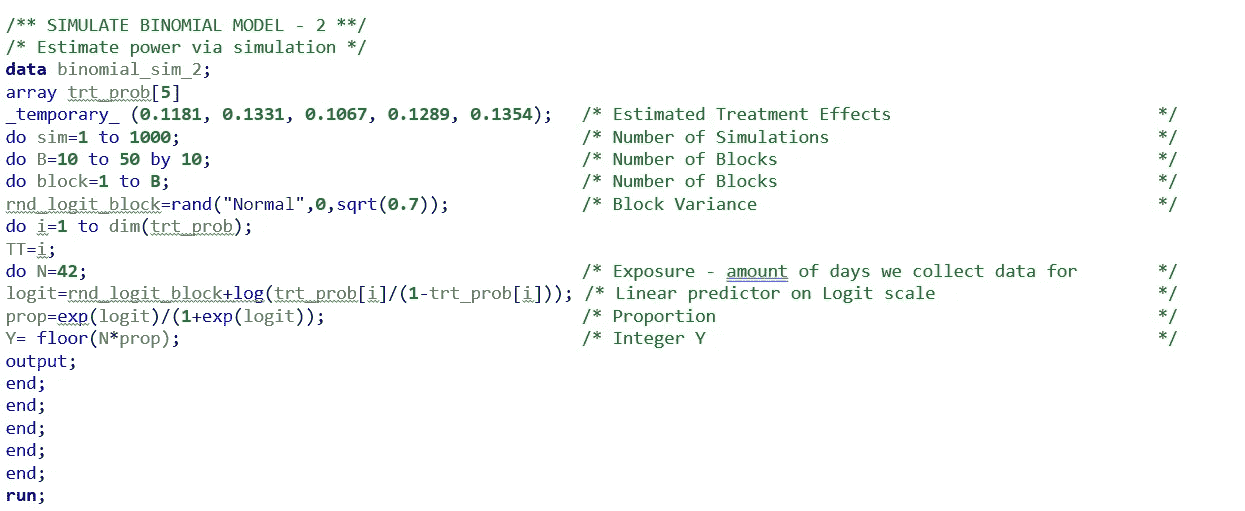 /** SIMULATE BINOMIAL MODEL - 2 **/
/* Estimate power via simulation */
data binomial_sim_2;
array trt_prob[5]
_temporary_ (0.1181, 0.1331, 0.1067, 0.1289, 0.1354); /* Estimated Treatment Effects */
do sim=1 to 1000; /* Number of Simulations */
do B=10 to 50 by 10; /* Number of Blocks */
do block=1 to B; /* Number of Blocks */
rnd_logit_block=rand("Normal",0,sqrt(0.7)); /* Block Variance */
do i=1 to dim(trt_prob);
TT=i;
do N=42; /* Exposure - amount of days we collect data for */
logit=rnd_logit_block+log(trt_prob[i]/(1-trt_prob[i])); /* Linear predictor on Logit scale */
prop=exp(logit)/(1+exp(logit)); /* Proportion */
Y= floor(N*prop); /* Integer Y */
output;
end;
end;
end;
end;
end;
run;